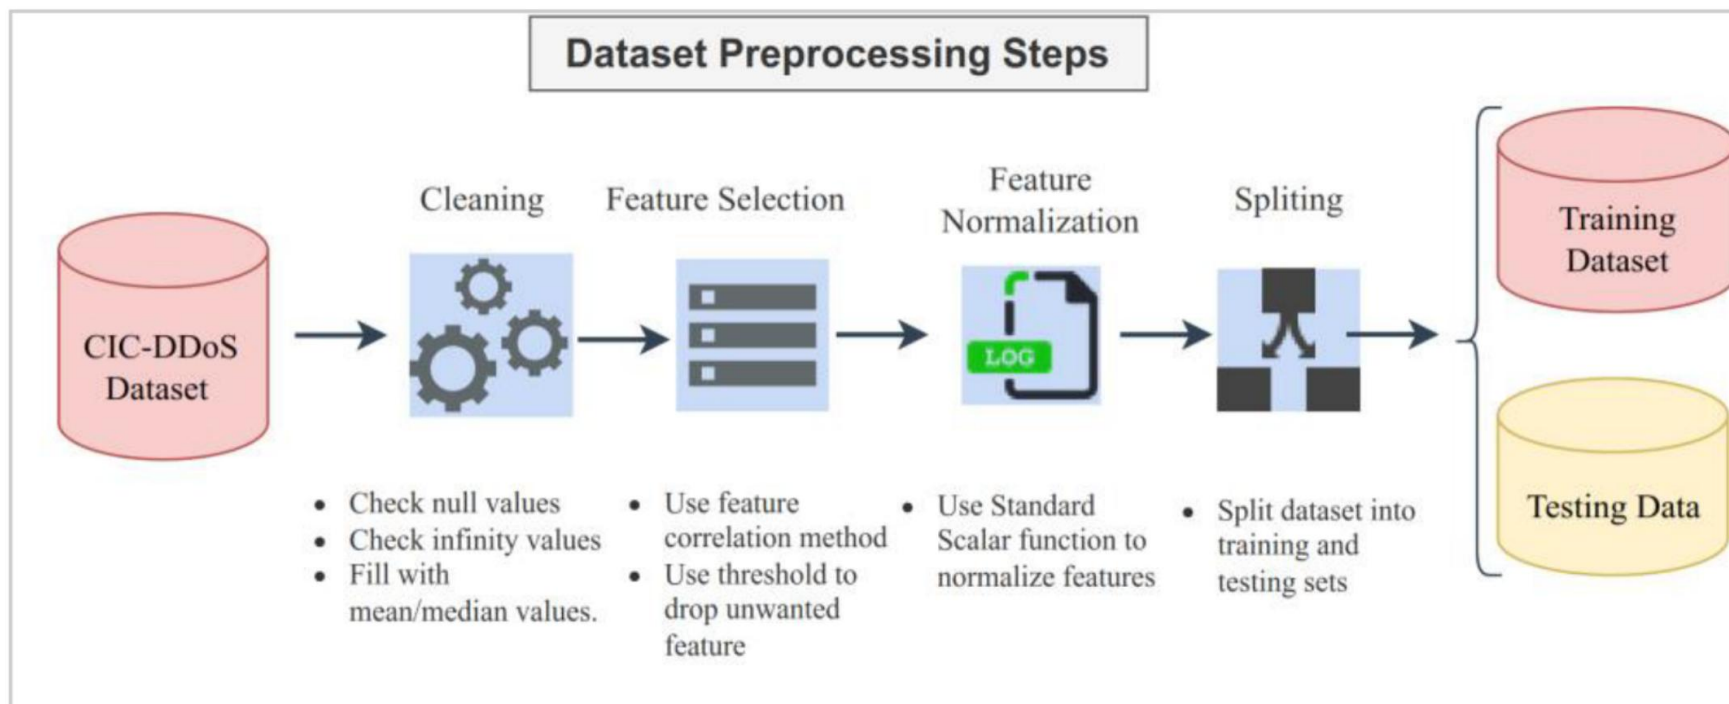 Dataset Preprocessing Steps
CIC-DDoS
Dataset
Cleaning
Feature Selection
Feature
Normalization
Spliting
LOG
Training
Dataset
Testing Data
• Check null values
• Check infinity values
• Fill with
mean/median values.
• Use feature
correlation method
• Use threshold to
drop unwanted
feature
• Use Standard
Scalar function to
normalize features
• Split dataset into
training and
testing sets